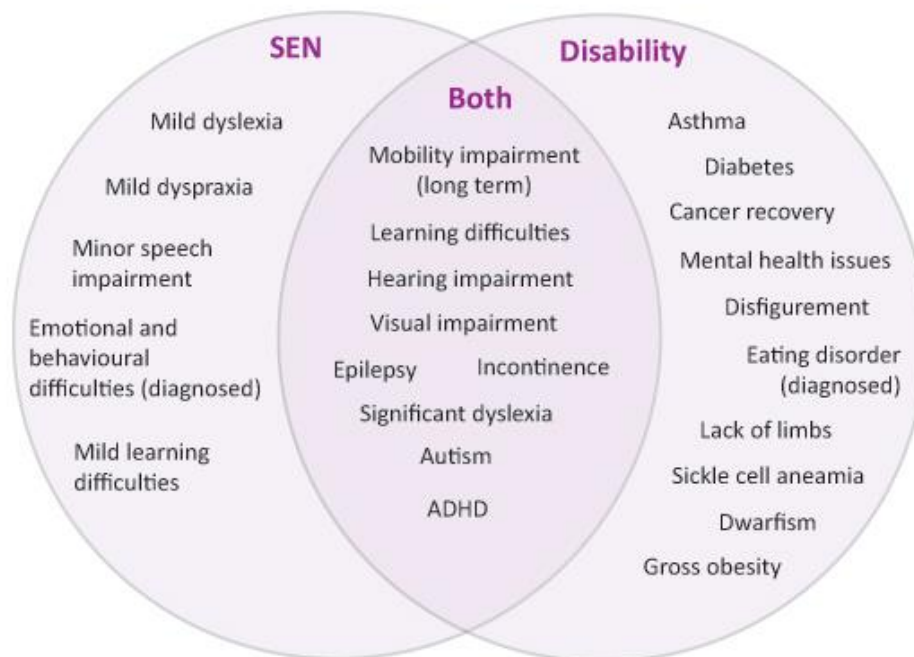 SEN
Mild dyslexia
Mild dyspraxia
Minor speech
impairment
Emotional and
behavioural
difficulties (diagnosed)
Mild learning
difficulties
Both
Mobility impairment
(long term)
Learning difficulties
Hearing impairment
Visual impairment
Epilepsy
Incontinence
Significant dyslexia
Autism
ADHD
Disability
Asthma
Diabetes
Cancer recovery
Mental health issues
Disfigurement
Eating disorder
(diagnosed)
Lack of limbs
Sickle cell aneamia
Dwarfism
Gross obesity